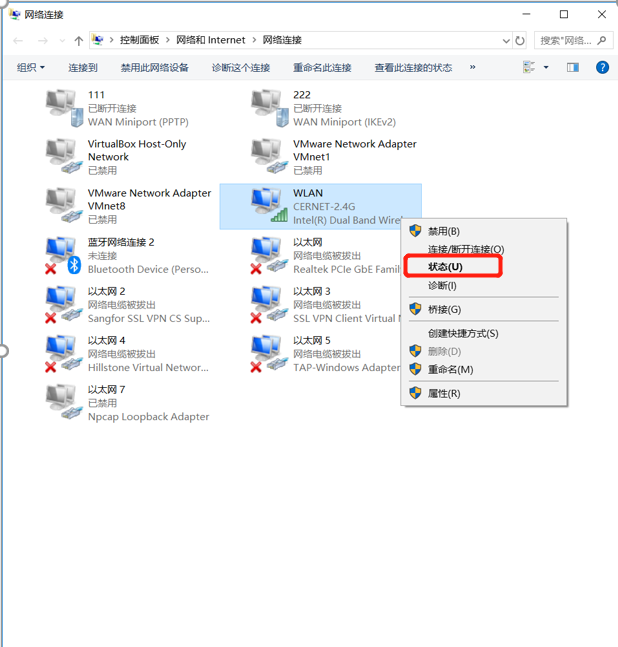 网络连接
控制面板 > 网络和 Internet > 网络连接
搜索"网络...
组织 连接到 禁用此网络设备 诊断这个连接 重命名此连接 查看此连接的状态 »
111
已断开连接
WAN Miniport (PPTP)
222
已断开连接
WAN Miniport (IKEv2)
VirtualBox Host-Only
Network
已禁用
VMware Network Adapter
VMnet1
已禁用
VMware Network Adapter
VMnet8
已禁用
WLAN
CERNET-2.4G
Intel(R) Dual Band Wire
蓝牙网络连接 2
未连接
Bluetooth Device (Perso...
以太网
网络电缆被拔出
Realtek PCIe GbE Famil
以太网 2
网络电缆被拔出
Sangfor SSL VPN CS Sup...
以太网 3
网络电缆被拔出
SSL VPN Client Virtual N
以太网 4
网络电缆被拔出
Hillstone Virtual Networ...
以太网 5
网络电缆被拔出
TAP-Windows Adapter
以太网 7
已禁用
Npcap Loopback Adapter
禁用(B)
连接/断开连接(O)
状态(U)
诊断(I)
桥接(G)
创建快捷方式(S)
删除(D)
重命名(M)
属性(R)